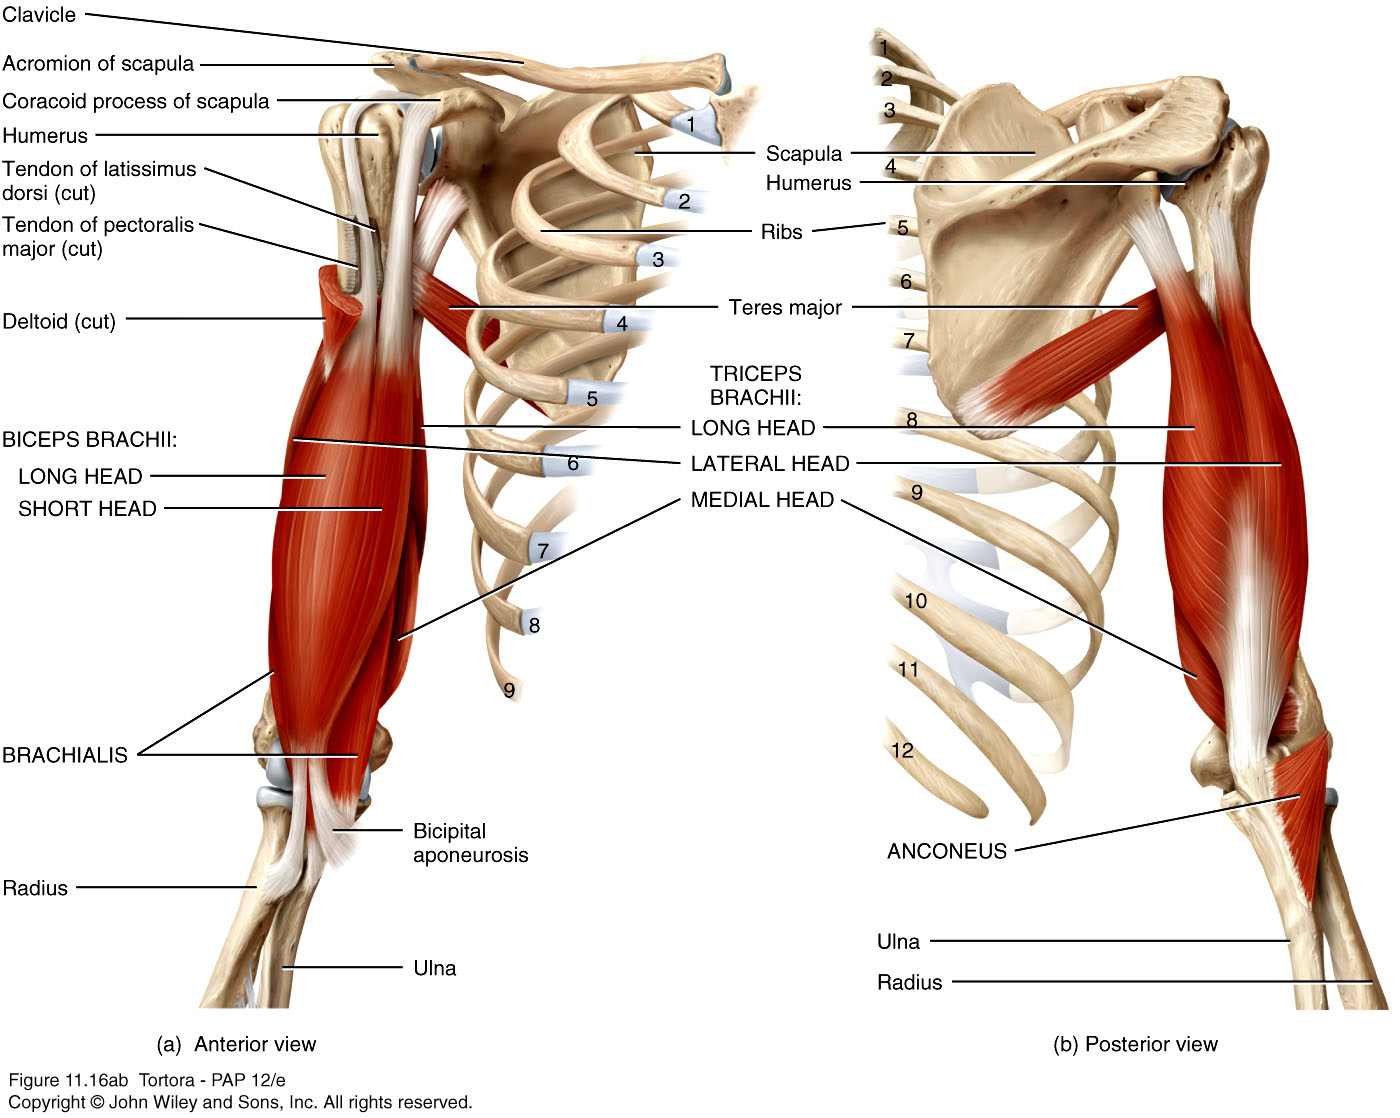 Clavicle
Acromion of scapula
Coracoid process of scapula
Humerus
Tendon of latissimus
dorsi (cut)
Tendon of pectoralis
major (cut)
Deltoid (cut)
BICEPS BRACHII:
LONG HEAD
SHORT HEAD
BRACHIALIS
Radius
1
2
3
4
5
6
7
8
9
Bicipital
aponeurosis
Ulna
Scapula
Humerus
Ribs
Teres major
TRICEPS
BRACHII:
LONG HEAD
LATERAL HEAD
MEDIAL HEAD
1
2
3
4
5
6
7
8
9
10
11
12
ANCONEUS
Ulna
Radius
(a) Anterior view
(b) Posterior view
Figure 11.16ab Tortora - PAP 12/e
Copyright © John Wiley and Sons, Inc. All rights reserved.